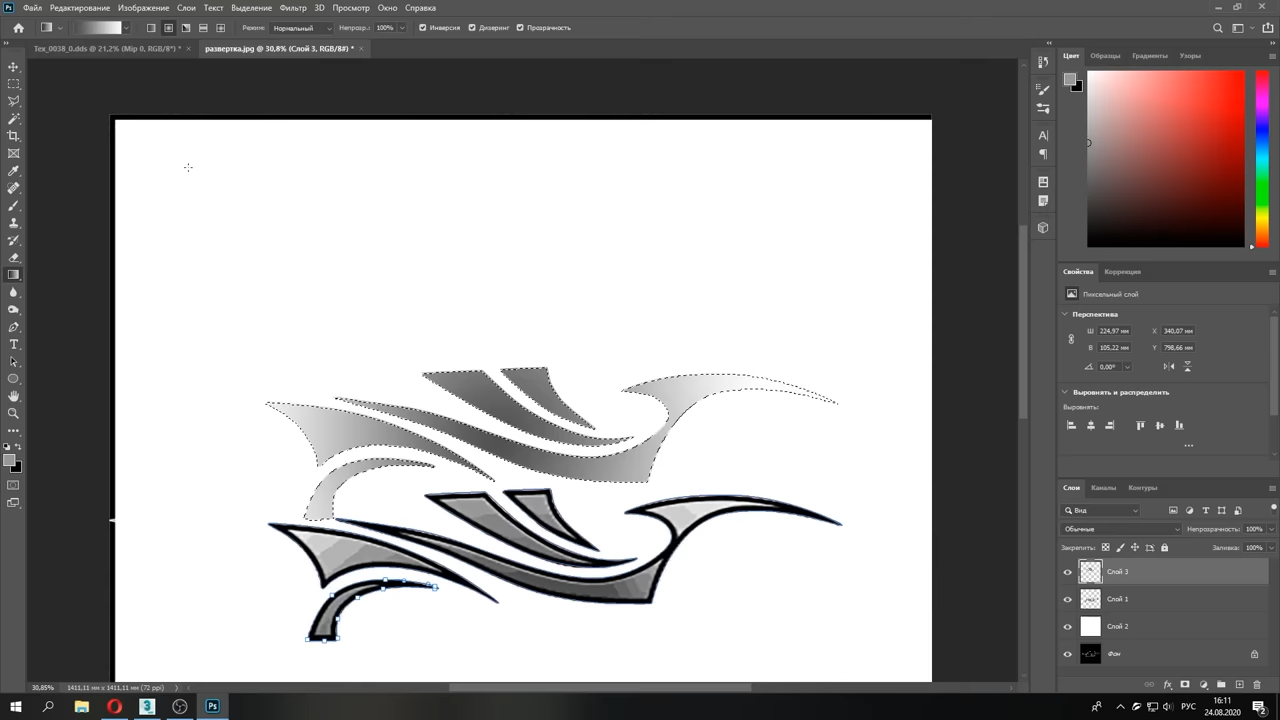 Файл Редактирование Изображение Слои Текст Выделение Фильтр 3D Просмотр Окно Справка
Режим: Нормальный Непрозр.: 100% Инверсия Дизеринг Прозрачность
Tex_0038_0.dds @ 21,2% (Mip 0, RGB/8*) * × развертка.jpg @ 30,8% (Слой 3, RGB/8#) * ×
Цвет Образцы Градиенты Узоры
Свойства Коррекция
Пиксельный слой
Перспектива
Ш 224,97 мм X 340,07 мм
В 105,22 мм Y 798,66 мм
0,00°
Выровнять и распределить
Выровнять:
Слои Каналы Контуры
Вид
Обычные Непрозрачность: 100%
Закрепить: Заливка: 100%
Слой 3
Слой 1
Слой 2
Фон
30,85% 1411,11 мм x 1411,11 мм (72 ppi)
РУС 16:11
24.08.2020